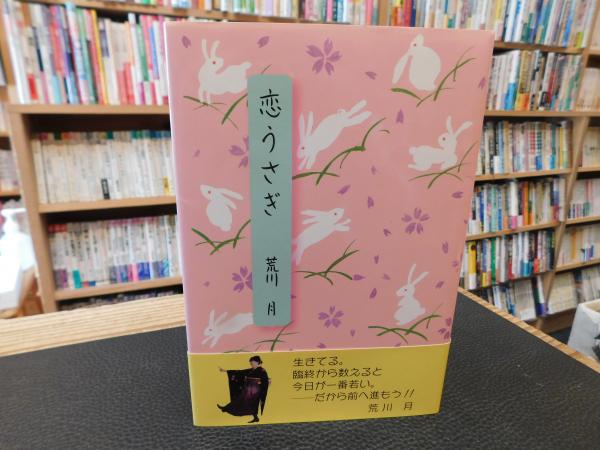 恋うさぎ
荒川 月
生きてる。
臨終から数えると
今日が一番若い。
──だから前へ進もう!!
荒川 月